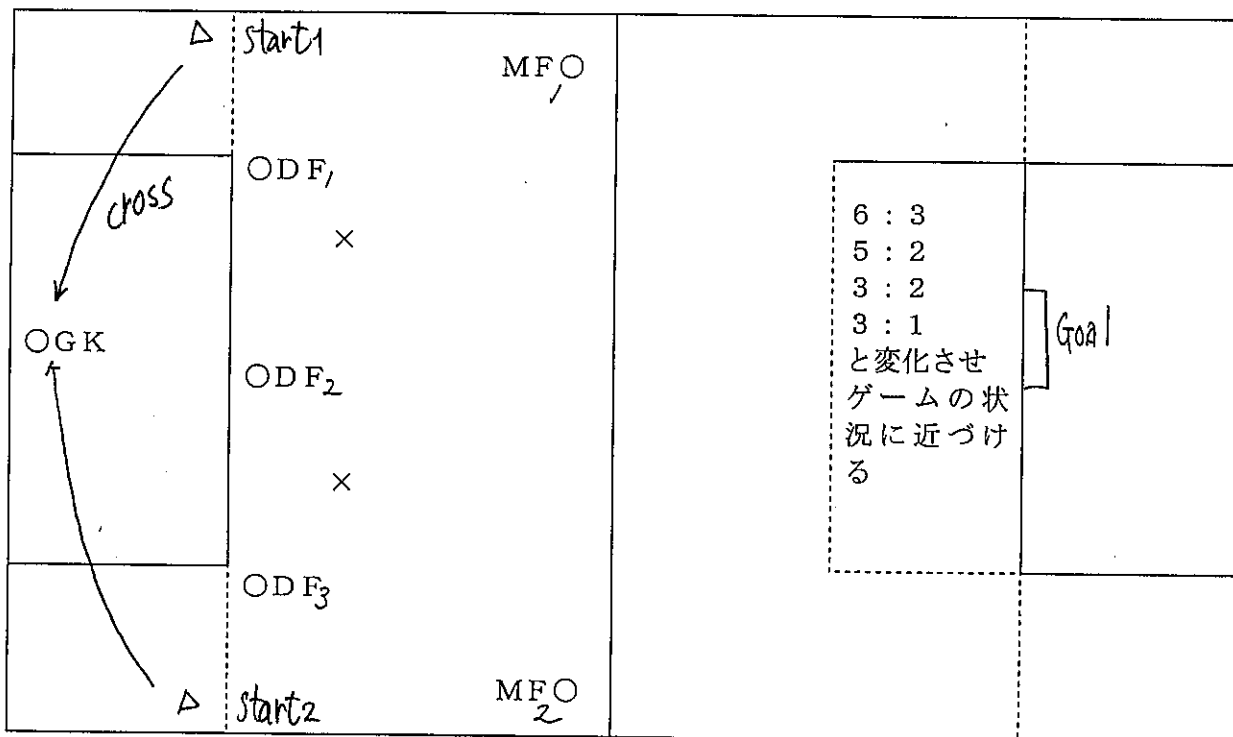 start1
MF○1
○DF1
cross
×
6 : 3
5 : 2
3 : 2
3 : 1
と変化させ
ゲームの状
況に近づけ
る
Goal
○GK
○DF2
×
○DF3
start2
MF○2